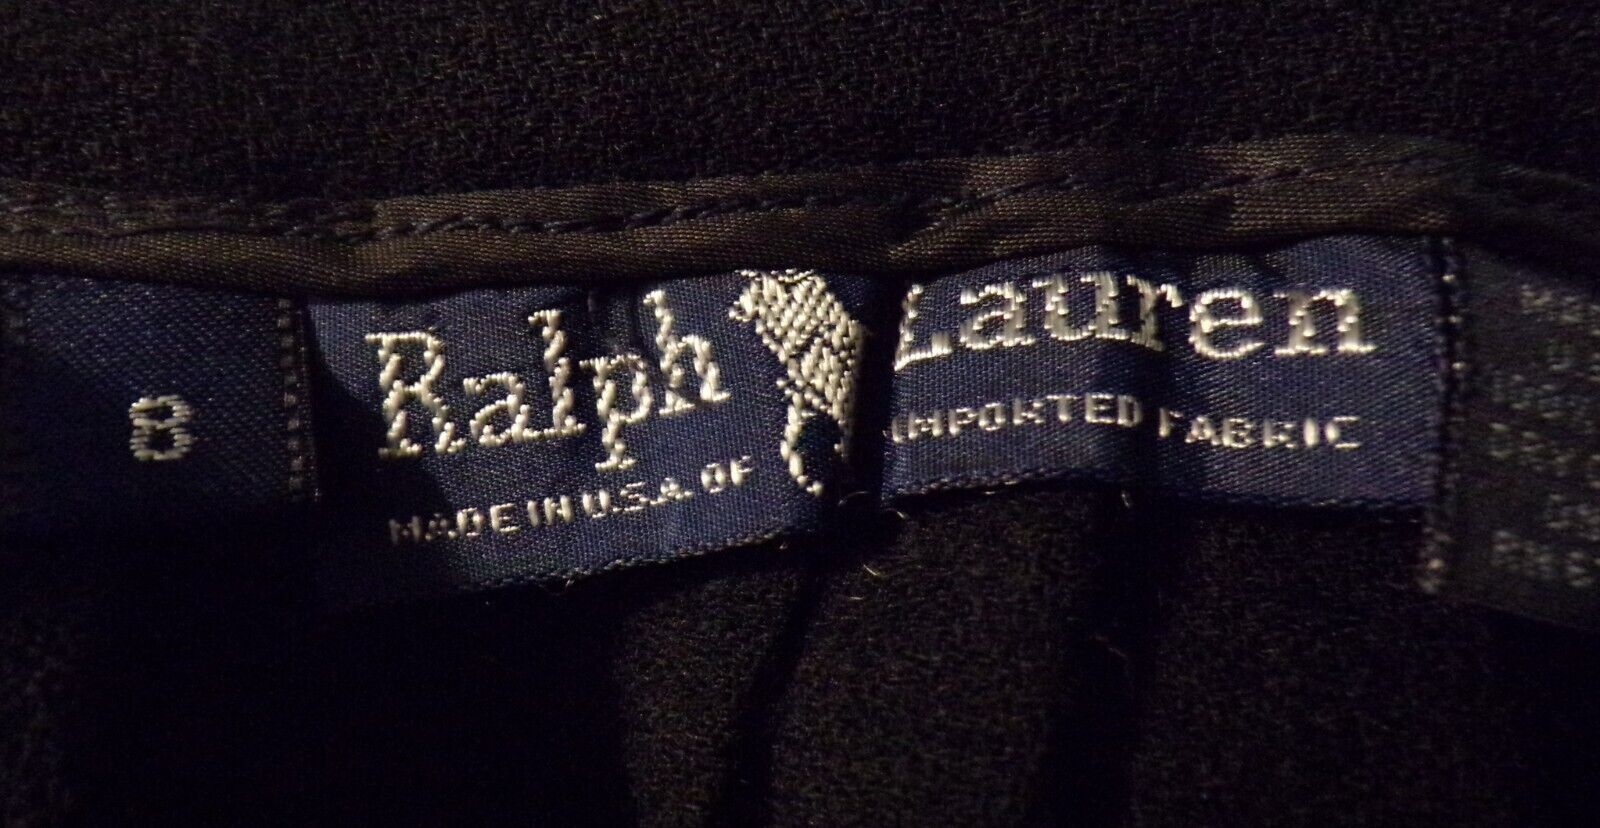 8
Ralph Lauren
MADE IN U.S.A OF IMPORTED FABRIC